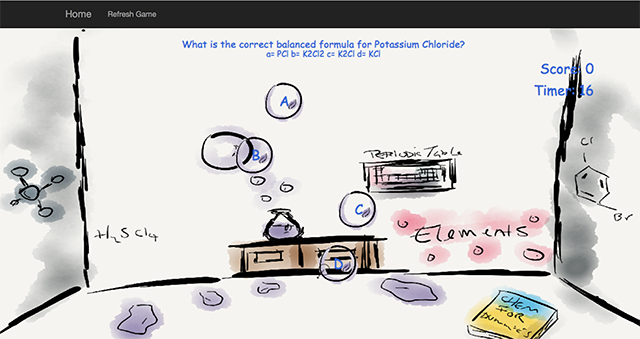 Home Refresh Game
What is the correct balanced formula for Potassium Chloride?
a= PCl b= K2Cl2 c= K2Cl d= KCl
Score: 0
Timer: 16
A
B
Periodic Table
Cl
C
H2SCl4
Elements
Br
D
CHEM
FOR
DUMMIES